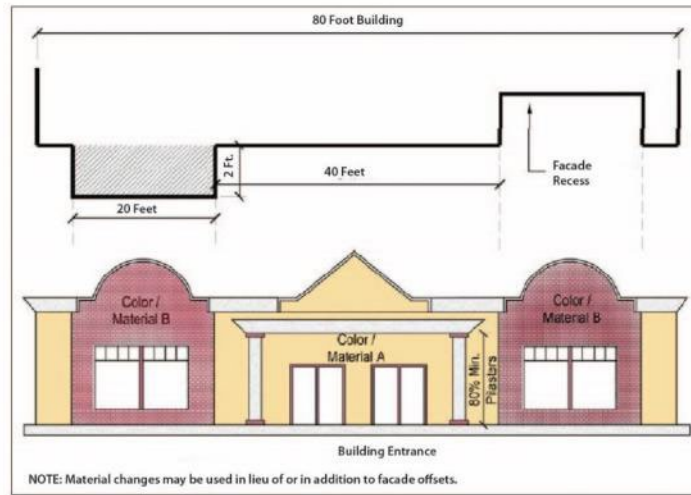 80 Foot Building
2 Ft.
40 Feet
Facade
Recess
20 Feet
Color /
Material B
Color /
Material A
Color /
Material B
80% Min.
Pilasters
Building Entrance
NOTE: Material changes may be used in lieu of or in addition to facade offsets.